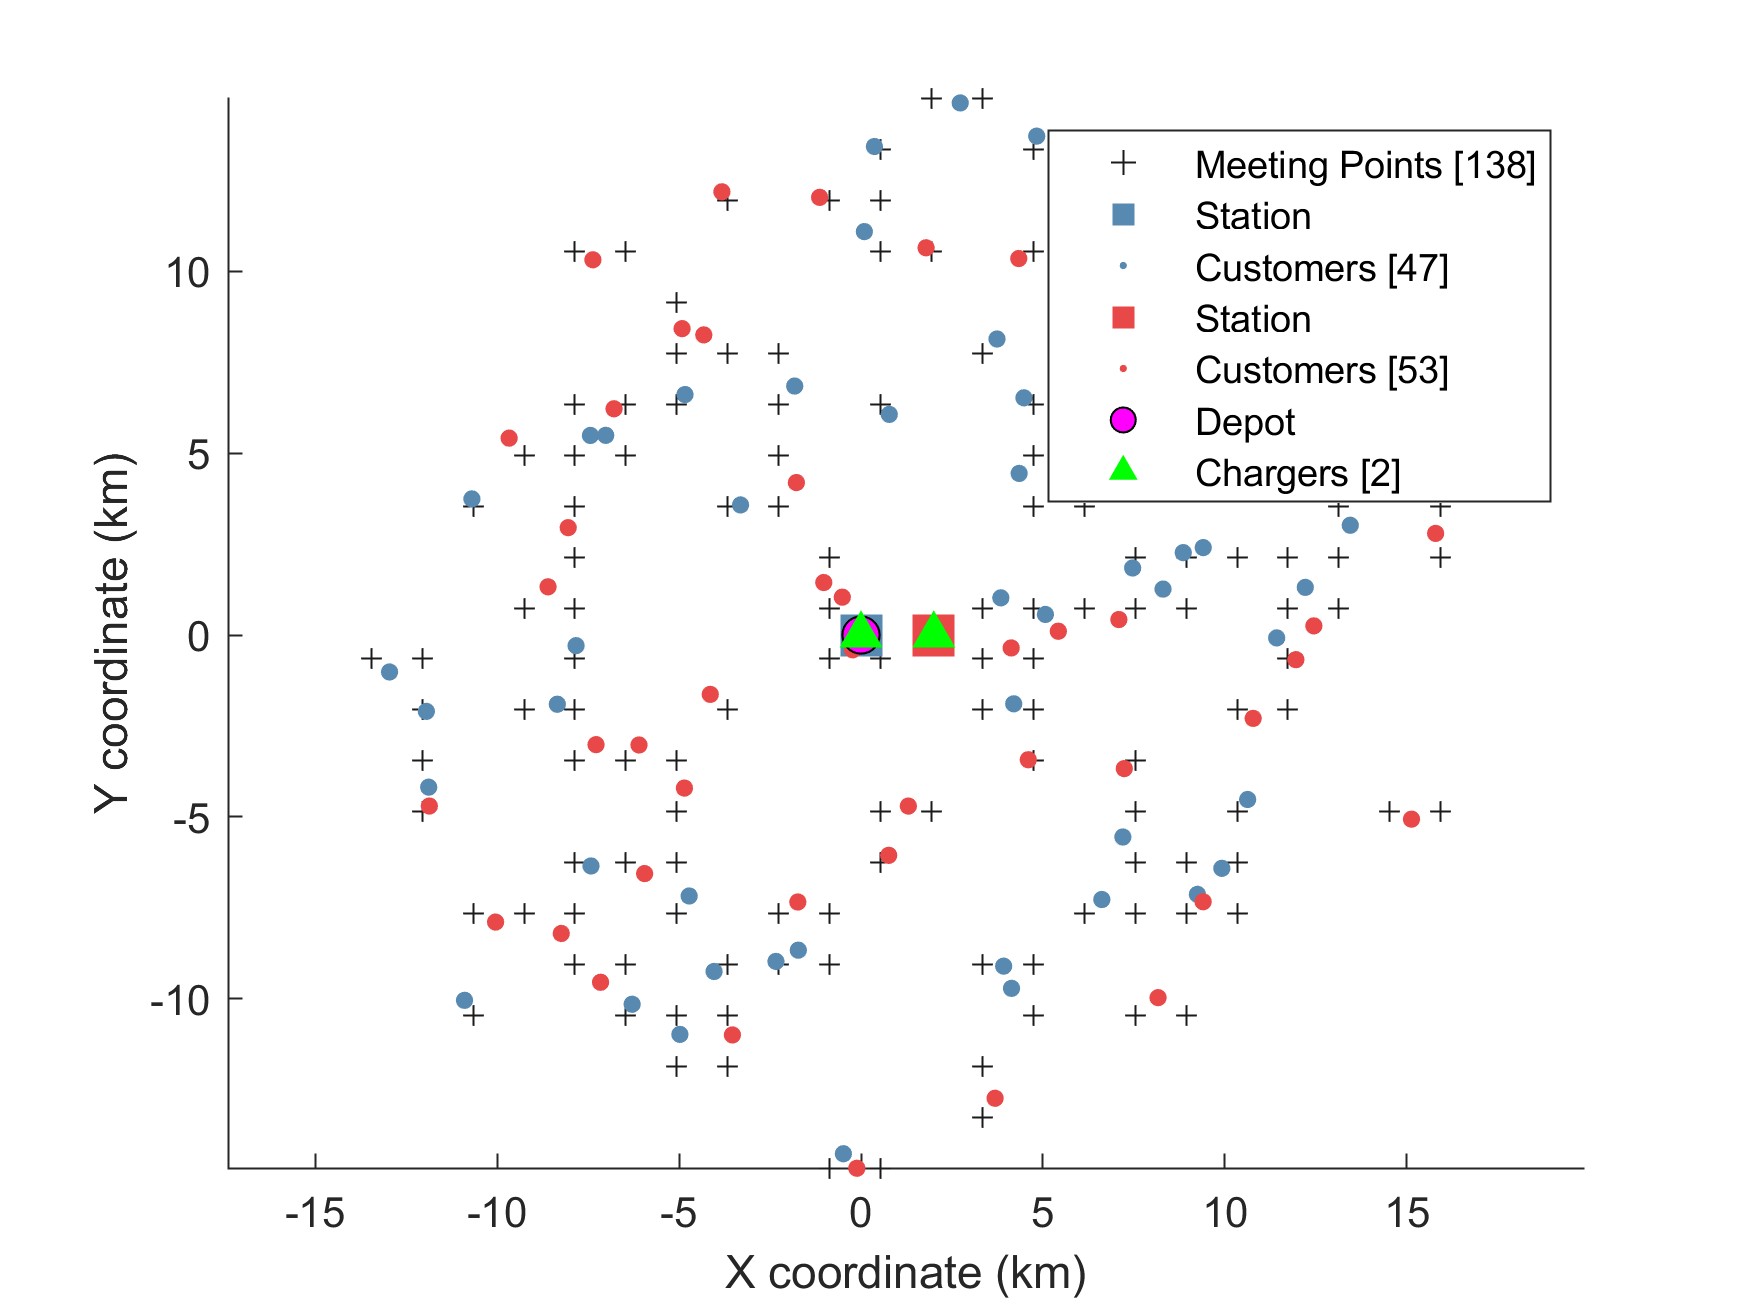 Meeting Points [138]
Station
Customers [47]
Station
Customers [53]
Depot
Chargers [2]
10
5
0
-5
-10
Y coordinate (km)
-15 -10 -5 0 5 10 15
X coordinate (km)